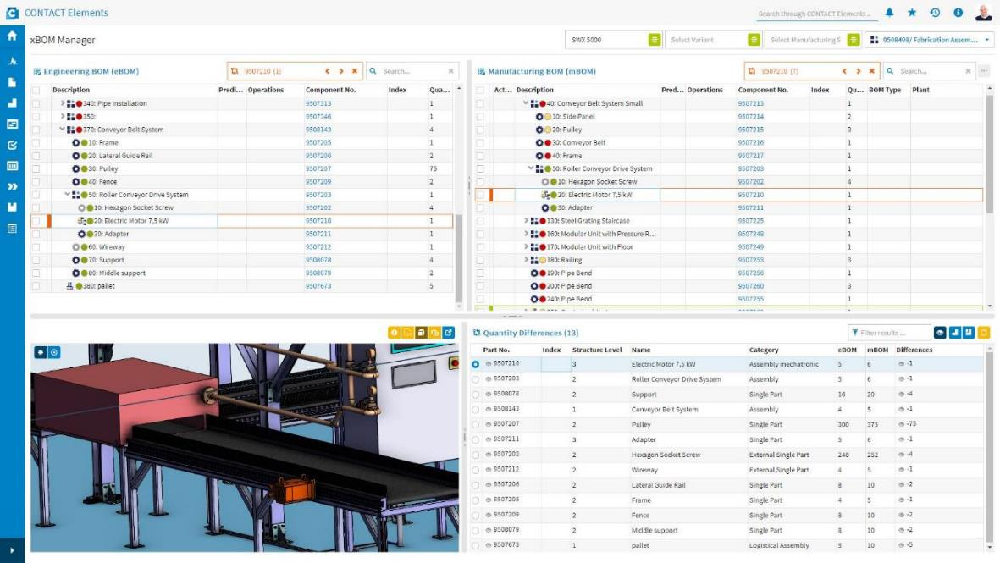 CONTACT Elements
Search through CONTACT Elements...
xBOM Manager
SWX 5000
Select Variant
Select Manufacturing S
9508498/ Fabrication Assem...
Engineering BOM (eBOM)
9507210 (1)
Search...
Description Predi... Operations Component No. Index Qua...
340: Pipe Installation 9507313 1
350: 9507346 1
370: Conveyor Belt System 9508143 4
10: Frame 9507205 1
20: Lateral Guide Rail 9507206 2
30: Pulley 9507207 75
40: Fence 9507209 2
50: Roller Conveyor Drive System 9507203 1
10: Hexagon Socket Screw 9507202 4
20: Electric Motor 7,5 kW 9507210 1
30: Adapter 9507211 1
60: Wireway 9507212 1
70: Support 9508078 4
80: Middle support 9508079 2
380: pallet 9507673 5
Manufacturing BOM (mBOM)
9507210 (7)
Search...
Act... Description Pred... Operations Component No. Index Qu... BOM Type Plant
40: Conveyor Belt System Small 9507213 1
10: Side Panel 9507214 2
20: Pulley 9507215 3
30: Conveyor Belt 9507216 1
40: Frame 9507217 1
50: Roller Conveyor Drive System 9507203 1
10: Hexagon Socket Screw 9507202 4
20: Electric Motor 7,5 kW 9507210 1
30: Adapter 9507211 1
130: Steel Grating Staircase 9507225 1
160: Modular Unit with Pressure R... 9507248 1
170: Modular Unit with Floor 9507249 1
180: Railing 9507253 3
190: Pipe Bend 9507256 1
200: Pipe Bend 9507260 3
240: Pipe Bend 9507255 1
Quantity Differences (13)
Filter results ...
Part No. Index Structure Level Name Category eBOM mBOM Differences
9507210 3 Electric Motor 7,5 kW Assembly mechatronic 5 6 -1
9507203 2 Roller Conveyor Drive System Assembly 5 6 -1
9508078 2 Support Single Part 16 20 -4
9508143 1 Conveyor Belt System Assembly 4 5 -1
9507207 2 Pulley Single Part 300 375 -75
9507211 3 Adapter Single Part 5 6 -1
9507202 2 Hexagon Socket Screw External Single Part 248 252 -4
9507212 2 Wireway External Single Part 4 5 -1
9507206 2 Lateral Guide Rail Single Part 8 10 -2
9507205 2 Frame Single Part 4 5 -1
9507209 2 Fence Single Part 8 10 -2
9508079 2 Middle support Single Part 8 10 -2
9507673 1 pallet Logistical Assembly 5 10 -5